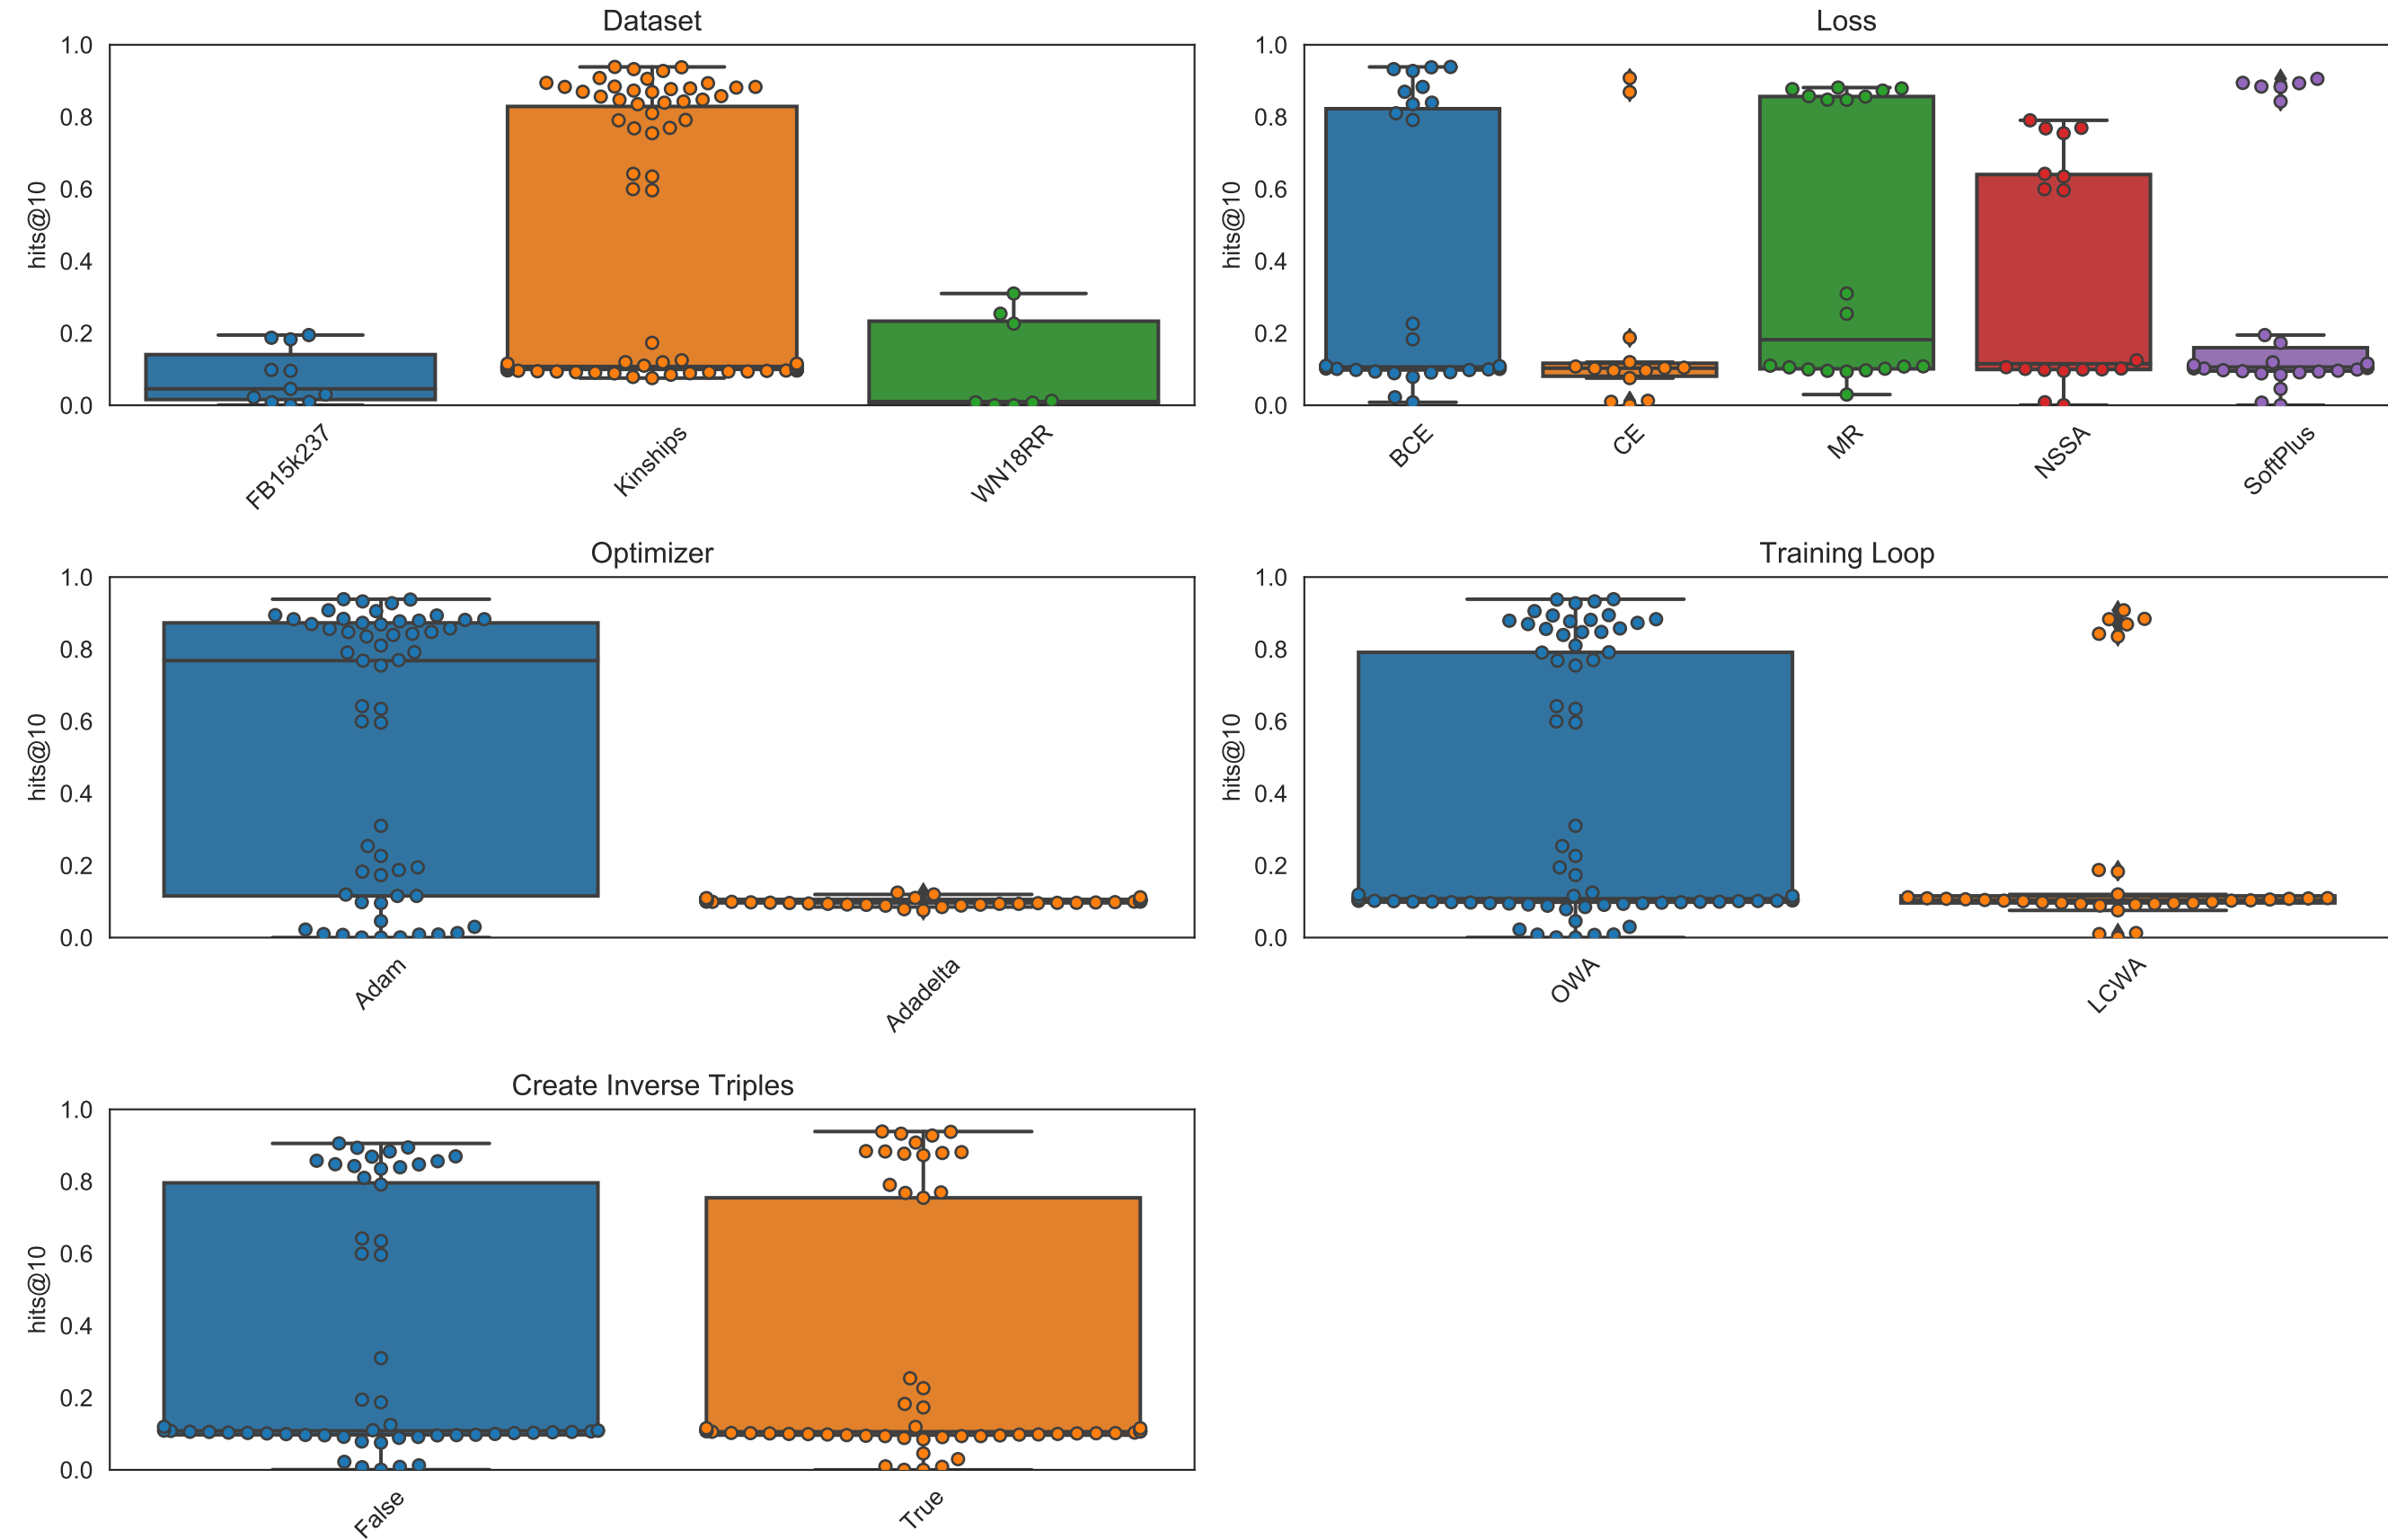 Dataset
1.0
0.8
0.6
0.4
0.2
0.0
hits@10
FB15k237
Kinships
WN18RR
Loss
1.0
0.8
0.6
0.4
0.2
0.0
hits@10
BCE
CE
MR
NSSA
SoftPlus
Optimizer
1.0
0.8
0.6
0.4
0.2
0.0
hits@10
Adam
Adadelta
Training Loop
1.0
0.8
0.6
0.4
0.2
0.0
hits@10
OWA
LCWA
Create Inverse Triples
1.0
0.8
0.6
0.4
0.2
0.0
hits@10
False
True